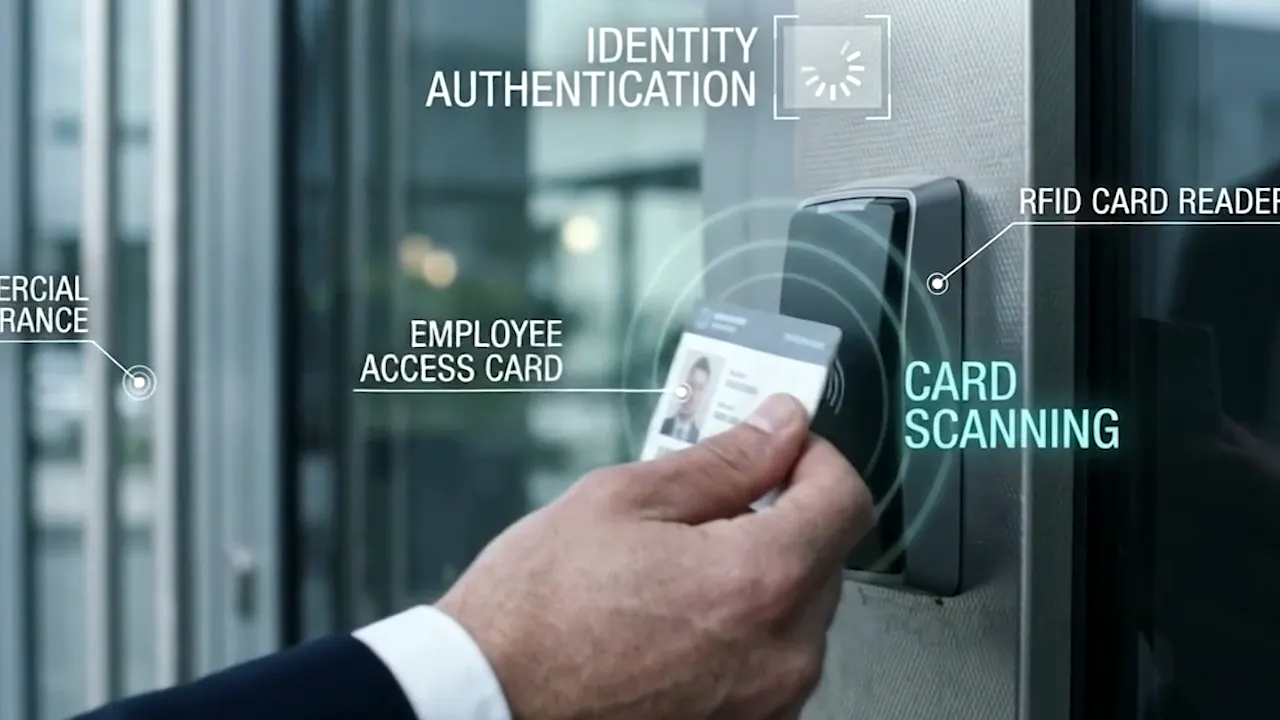 IDENTITY
AUTHENTICATION
RFID CARD READER
ERCIAL
RANCE
EMPLOYEE
ACCESS CARD
CARD
SCANNING